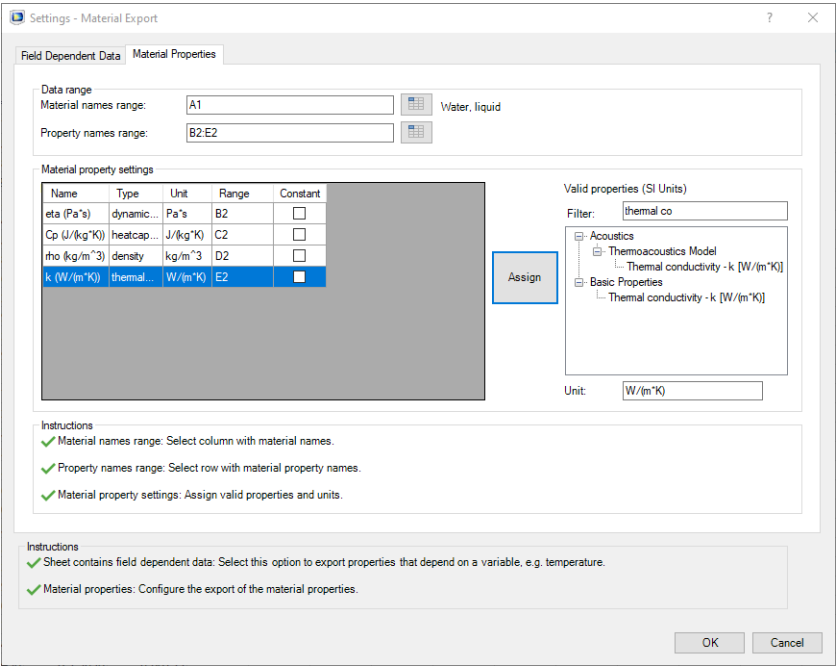 Settings - Material Export
?
Field Dependent Data
Material Properties
Data range
Material names range:
A1
Water, liquid
Property names range:
B2:E2
Material property settings
Name Type Unit Range Constant
eta (Pa*s) dynamic... Pa*s B2
Cp (J/(kg*K)) heatcap... J/(kg*K) C2
rho (kg/m^3) density kg/m^3 D2
k (W/(m*K)) thermal... W/(m*K) E2
Assign
Valid properties (SI Units)
Filter:
thermal co
Acoustics
Thermoacoustics Model
Thermal conductivity - k [W/(m*K)]
Basic Properties
Thermal conductivity - k [W/(m*K)]
Unit:
W/(m*K)
Instructions
Material names range: Select column with material names.
Property names range: Select row with material property names.
Material property settings: Assign valid properties and units.
Instructions
Sheet contains field dependent data: Select this option to export properties that depend on a variable, e.g. temperature.
Material properties: Configure the export of the material properties.
OK
Cancel